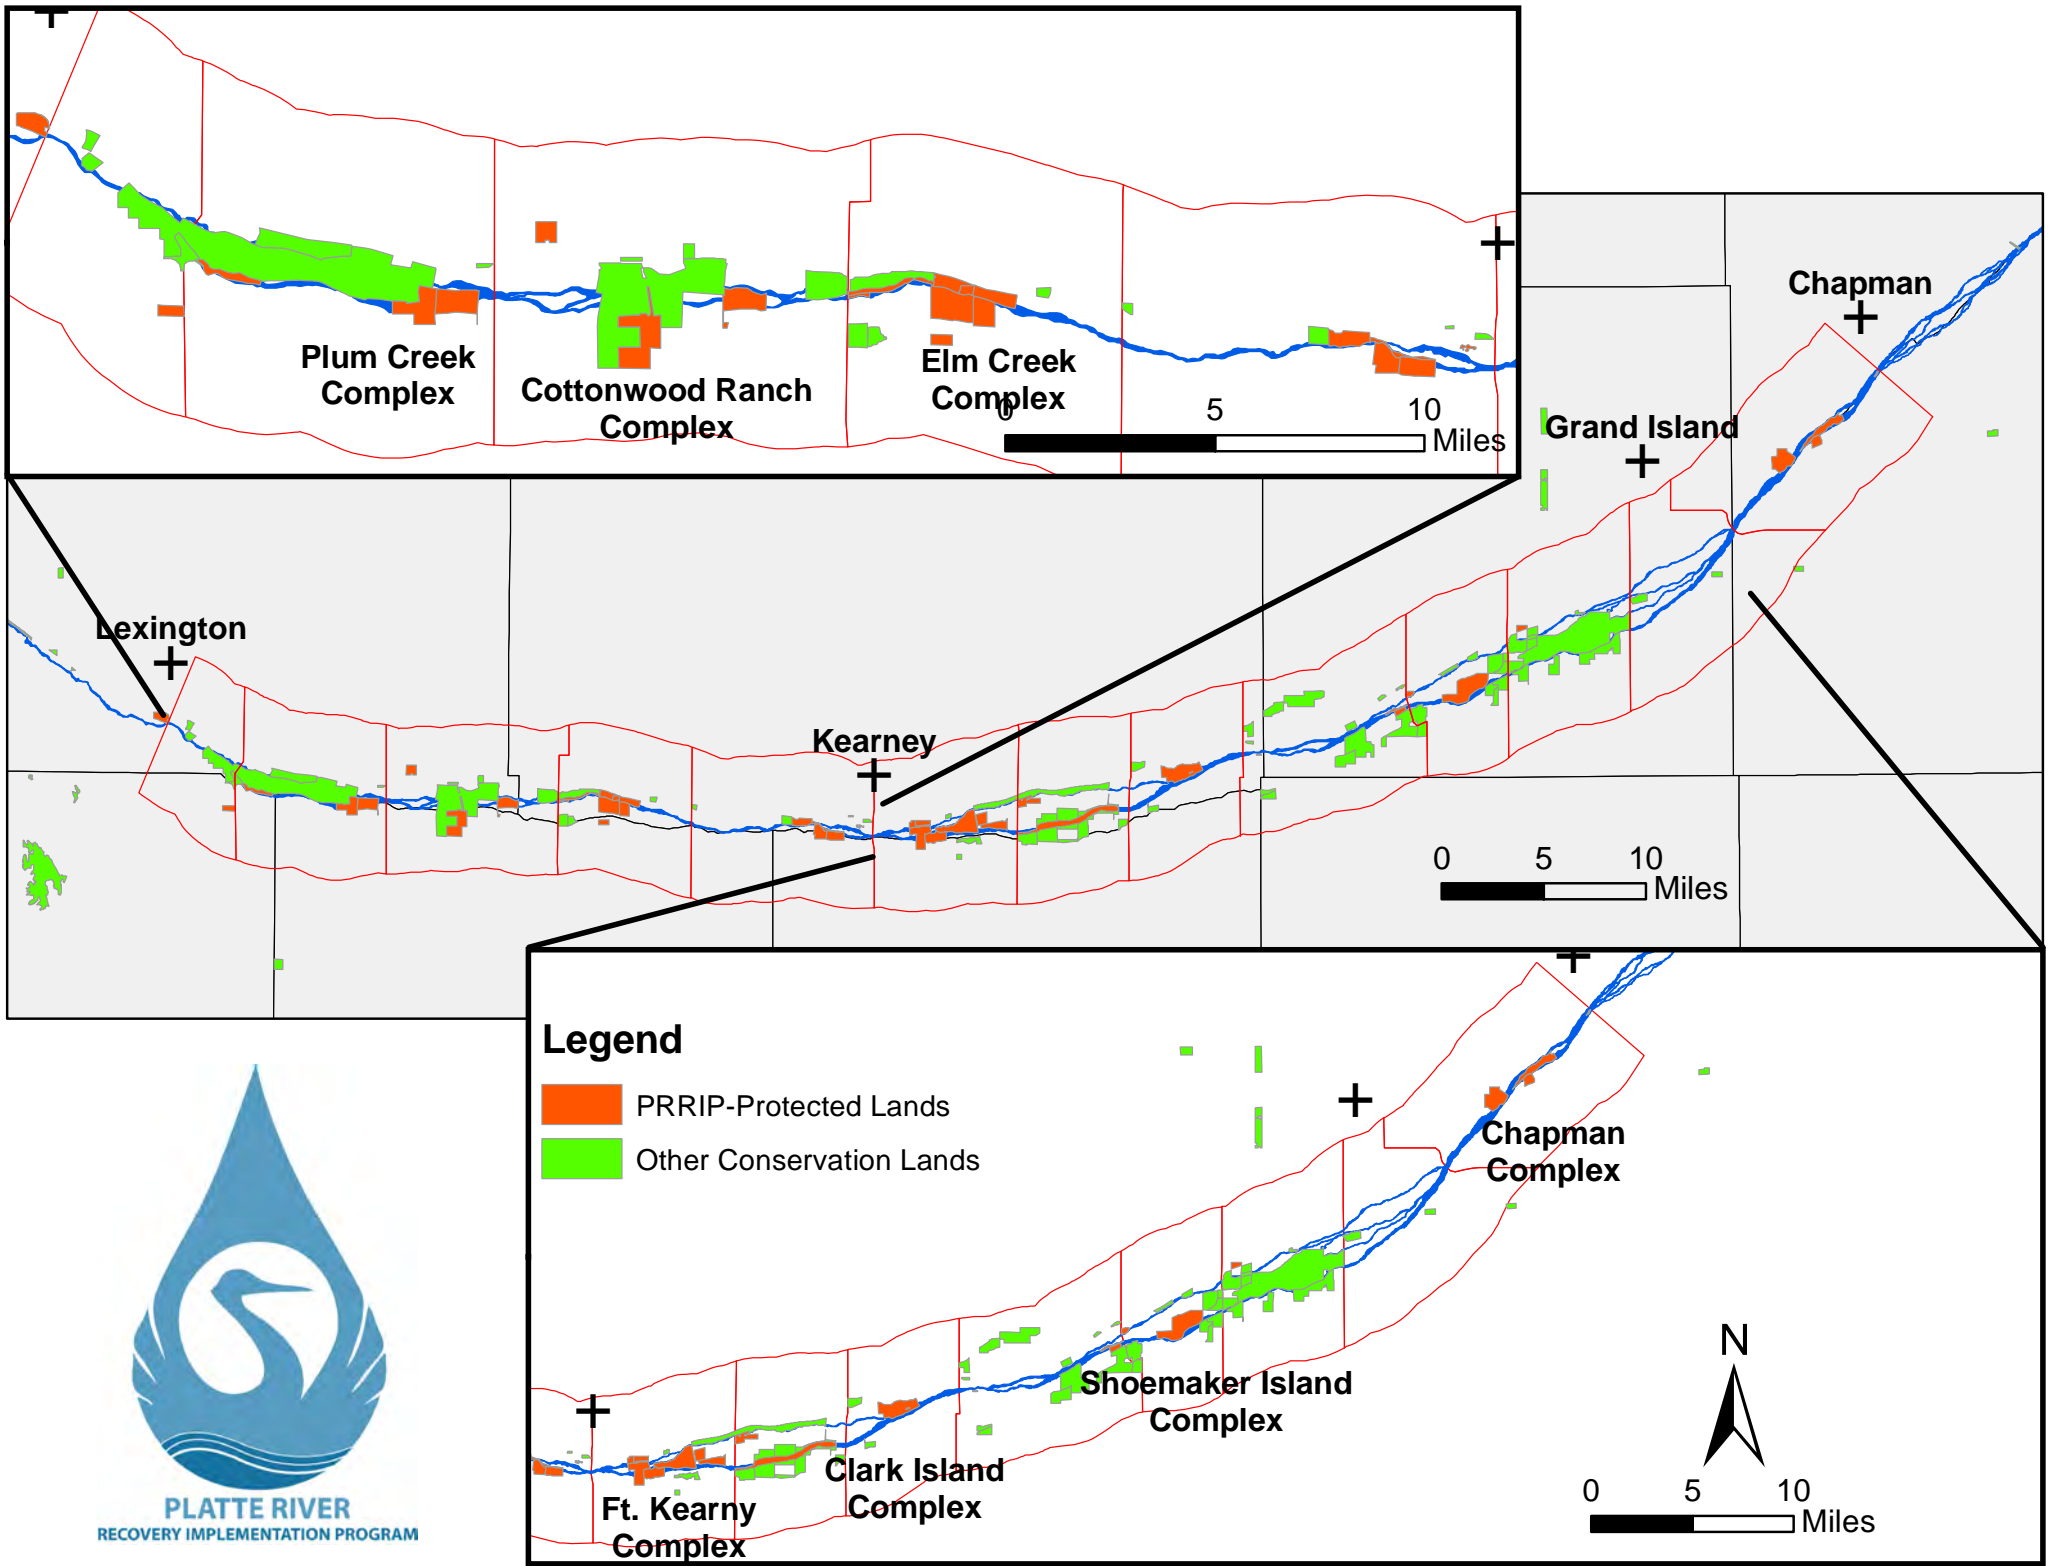 Plum Creek
Complex
Cottonwood Ranch
Complex
Elm Creek
Complex
0 5 10
Miles
Chapman
Grand Island
Lexington
Kearney
0 5 10
Miles
Legend
PRRIP-Protected Lands
Other Conservation Lands
Chapman
Complex
Shoemaker Island
Complex
Clark Island
Complex
Ft. Kearny
Complex
N
0 5 10
Miles
PLATTE RIVER
RECOVERY IMPLEMENTATION PROGRAM